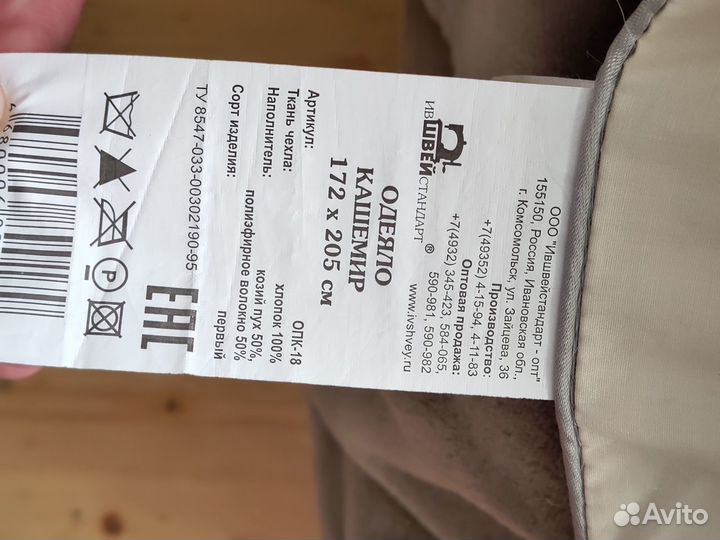 ООО "Ившвейстандарт - опт"
155150, Россия, Ивановская обл.,
г. Комсомольск, ул. Зайцева, 36
Производство:
+7(49352) 4-15-94, 4-11-83
Оптовая продажа:
+7(4932) 345-423, 584-065,
590-981, 590-982
www.ivshvey.ru
ИВШВЕЙСТАНДАРТ ®
ОДЕЯЛО
КАШЕМИР
172 х 205 см
Артикул: ОПК-18
Ткань чехла: хлопок 100%
Наполнитель: козий пух 50%,
полиэфирное волокно 50%
Сорт изделия: первый
ТУ 8547-033-00302190-95
EAC
P
Avito